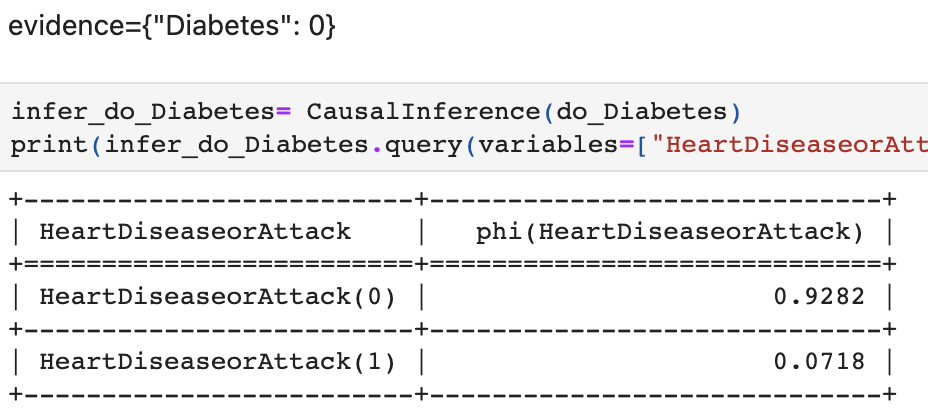 evidence={"Diabetes": 0}
infer_do_Diabetes= CausalInference(do_Diabetes)
print(infer_do_Diabetes.query(variables=["HeartDiseaseorAtt
+-------------------------+-----------------------------+
| HeartDiseaseorAttack    |   phi(HeartDiseaseorAttack) |
+=========================+=============================+
| HeartDiseaseorAttack(0) |                      0.9282 |
+-------------------------+-----------------------------+
| HeartDiseaseorAttack(1) |                      0.0718 |
+-------------------------+-----------------------------+